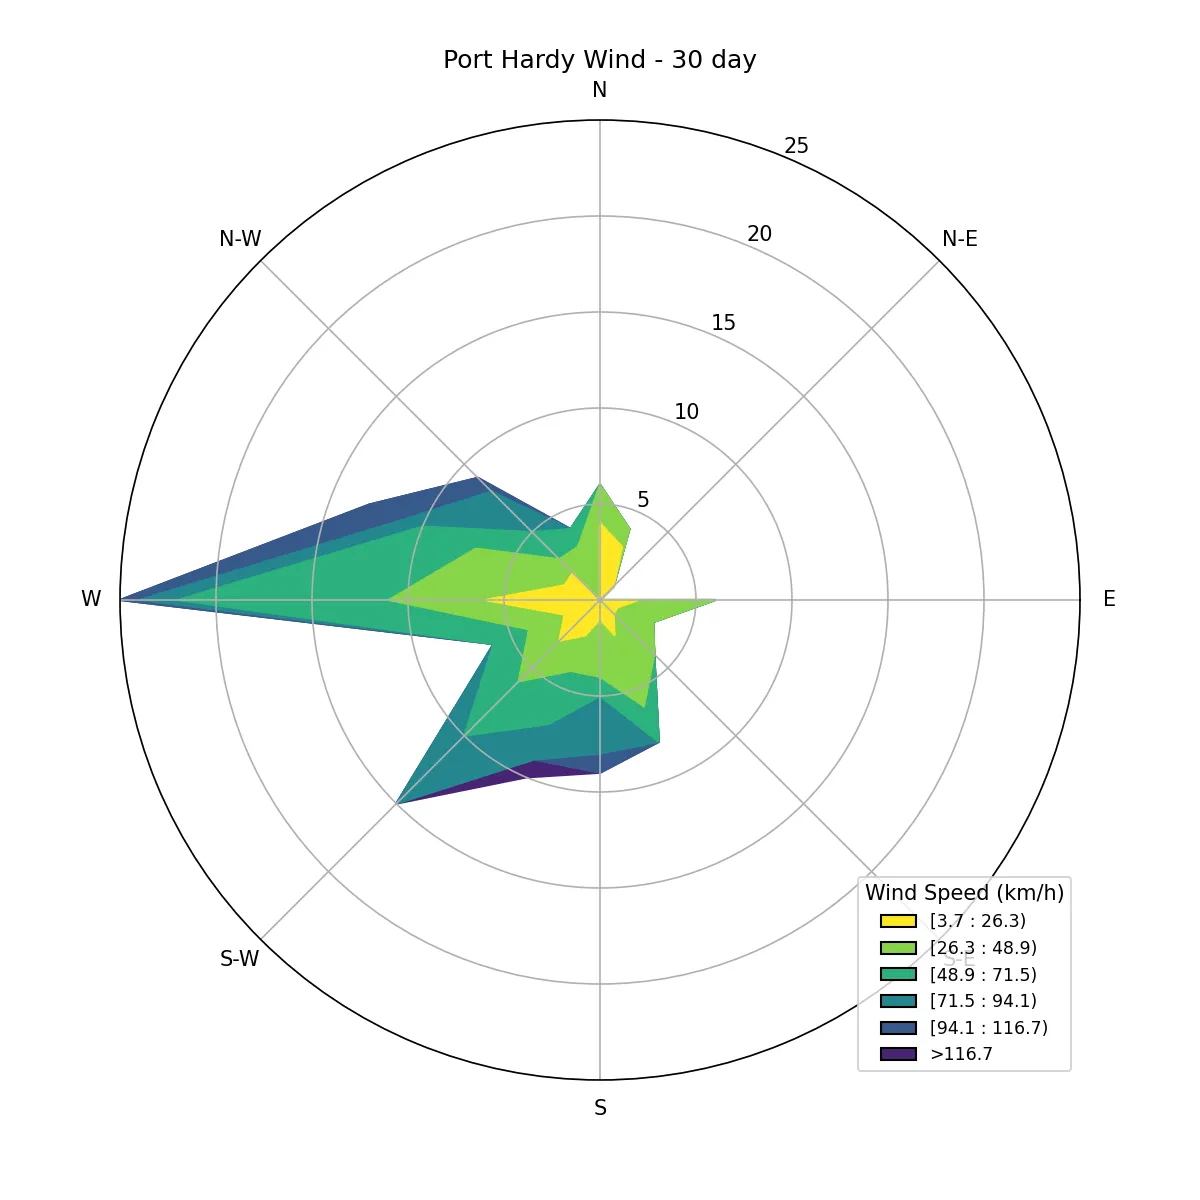 Port Hardy Wind - 30 day
N
25
N-W
N-E
20
15
10
5
W
E
S-W
S-E
Wind Speed (km/h)
[3.7 : 26.3)
[26.3 : 48.9)
[48.9 : 71.5)
[71.5 : 94.1)
[94.1 : 116.7)
>116.7
S